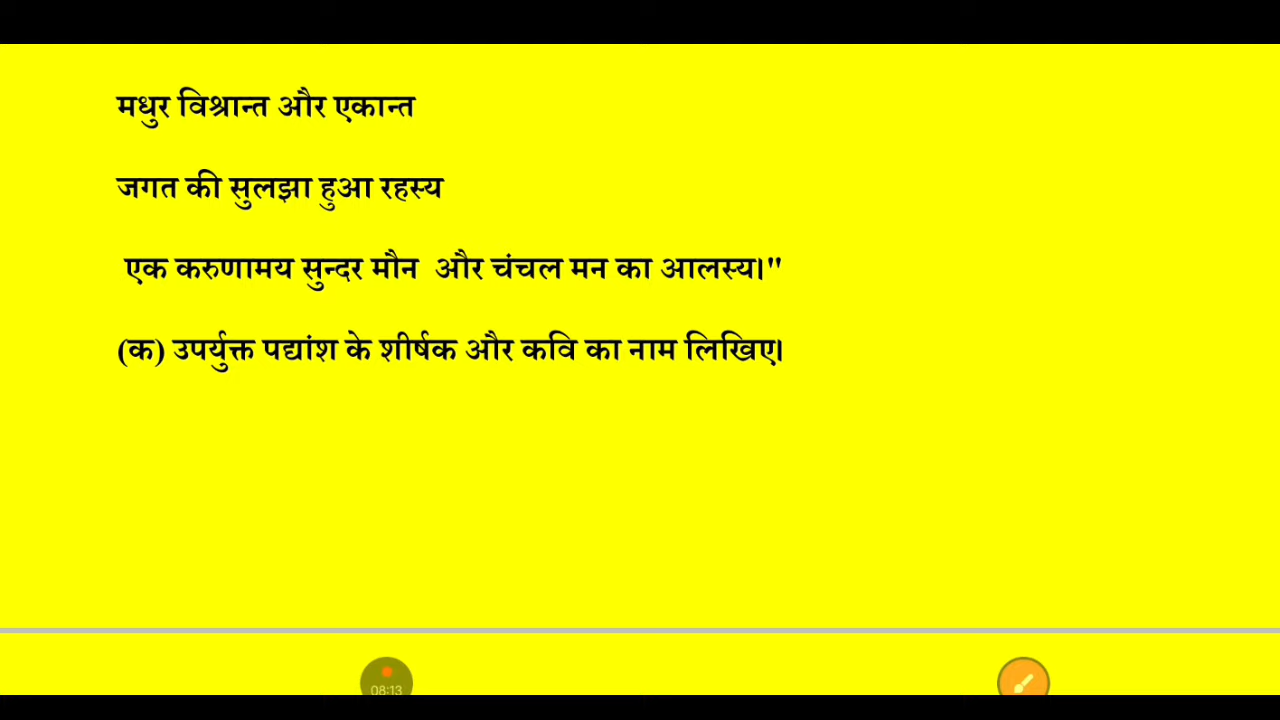 मधुर विश्रान्त और एकान्त
जगत की सुलझा हुआ रहस्य
एक करुणामय सुन्दर मौन और चंचल मन का आलस्य।"
(क) उपर्युक्त पद्यांश के शीर्षक और कवि का नाम लिखिए।
08:13